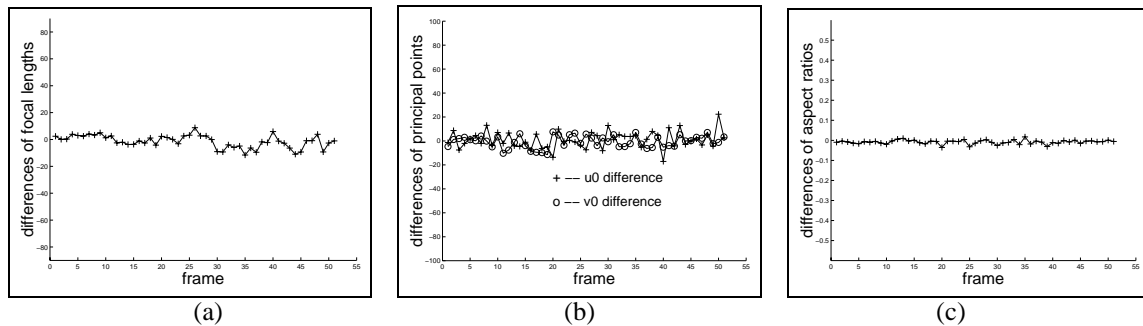 differences of focal lengths
80
60
40
20
0
−20
−40
−60
−80
0 5 10 15 20 25 30 35 40 45 50 55
frame
(a)
differences of principal points
100
80
60
40
20
0
−20
−40
−60
−80
−100
+ −− u0 difference
o −− v0 difference
0 5 10 15 20 25 30 35 40 45 50 55
frame
(b)
differences of aspect ratios
0.5
0.4
0.3
0.2
0.1
0
−0.1
−0.2
−0.3
−0.4
−0.5
0 5 10 15 20 25 30 35 40 45 50 55
frame
(c)